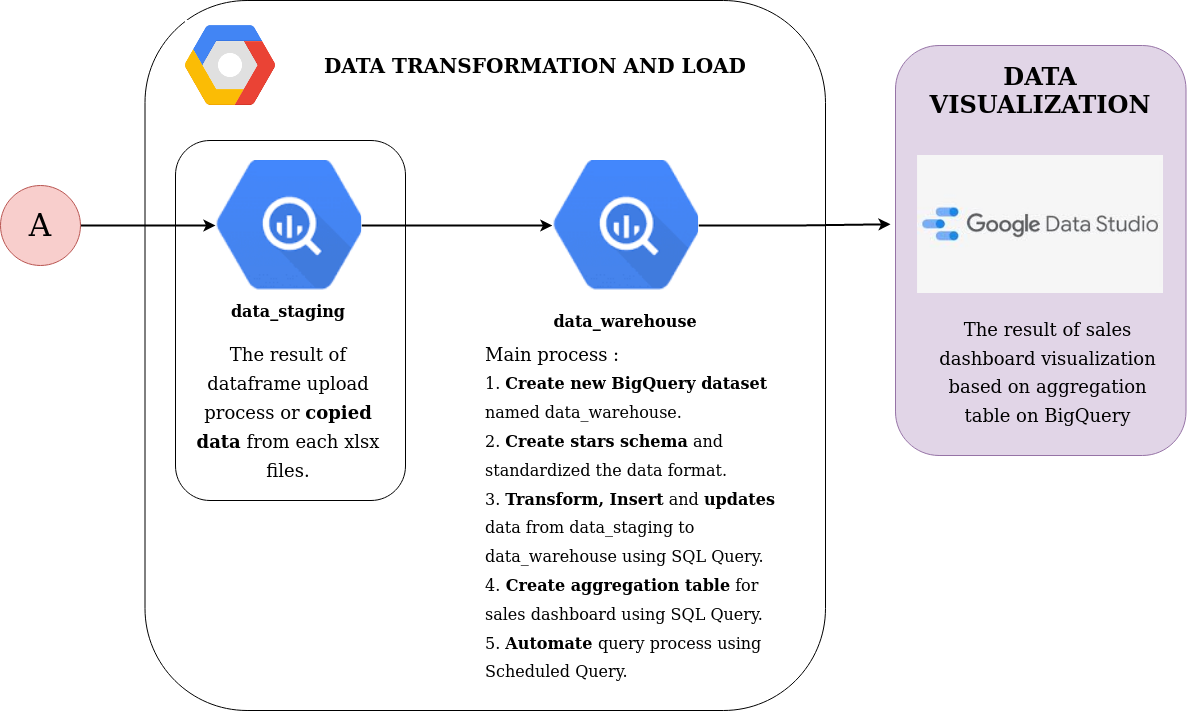 DATA TRANSFORMATION AND LOAD
A
data_staging
The result of
dataframe upload
process or copied
data from each xlsx
files.
data_warehouse
Main process :
1. Create new BigQuery dataset
named data_warehouse.
2. Create stars schema and
standardized the data format.
3. Transform, Insert and updates
data from data_staging to
data_warehouse using SQL Query.
4. Create aggregation table for
sales dashboard using SQL Query.
5. Automate query process using
Scheduled Query.
DATA
VISUALIZATION
Google Data Studio
The result of sales
dashboard visualization
based on aggregation
table on BigQuery